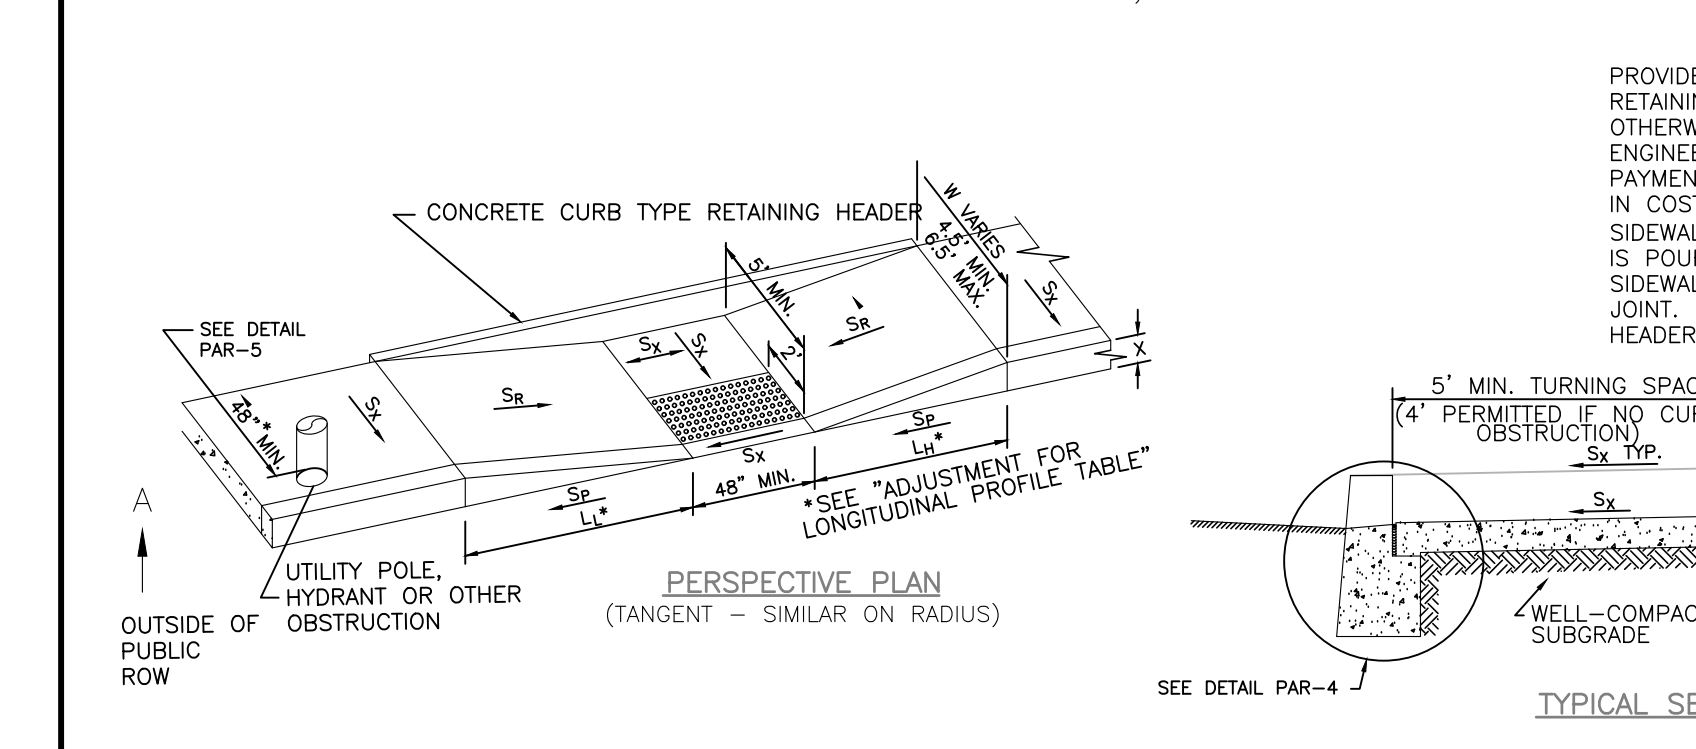 CONCRETE CURB TYPE RETAINING HEADER
W VARIES
4.5' MIN.
6.5' MAX.
5' MIN.
2'
SEE DETAIL
PAR-5
48"* MIN.
SX
SR
SX
SX
SR
SX
X
SP
LH*
SX
48" MIN.
SP
LL*
*SEE "ADJUSTMENT FOR
LONGITUDINAL PROFILE TABLE"
A
OUTSIDE OF
PUBLIC
ROW
UTILITY POLE,
HYDRANT OR OTHER
OBSTRUCTION
PERSPECTIVE PLAN
(TANGENT - SIMILAR ON RADIUS)
PROVIDE
RETAININ
OTHERW
ENGINEE
PAYMEN
IN COST
SIDEWAL
IS POUR
SIDEWAL
JOINT.
HEADER
5' MIN. TURNING SPAC
(4' PERMITTED IF NO CUR
OBSTRUCTION)
SX TYP.
SX
WELL-COMPAC
SUBGRADE
SEE DETAIL PAR-4
TYPICAL SE